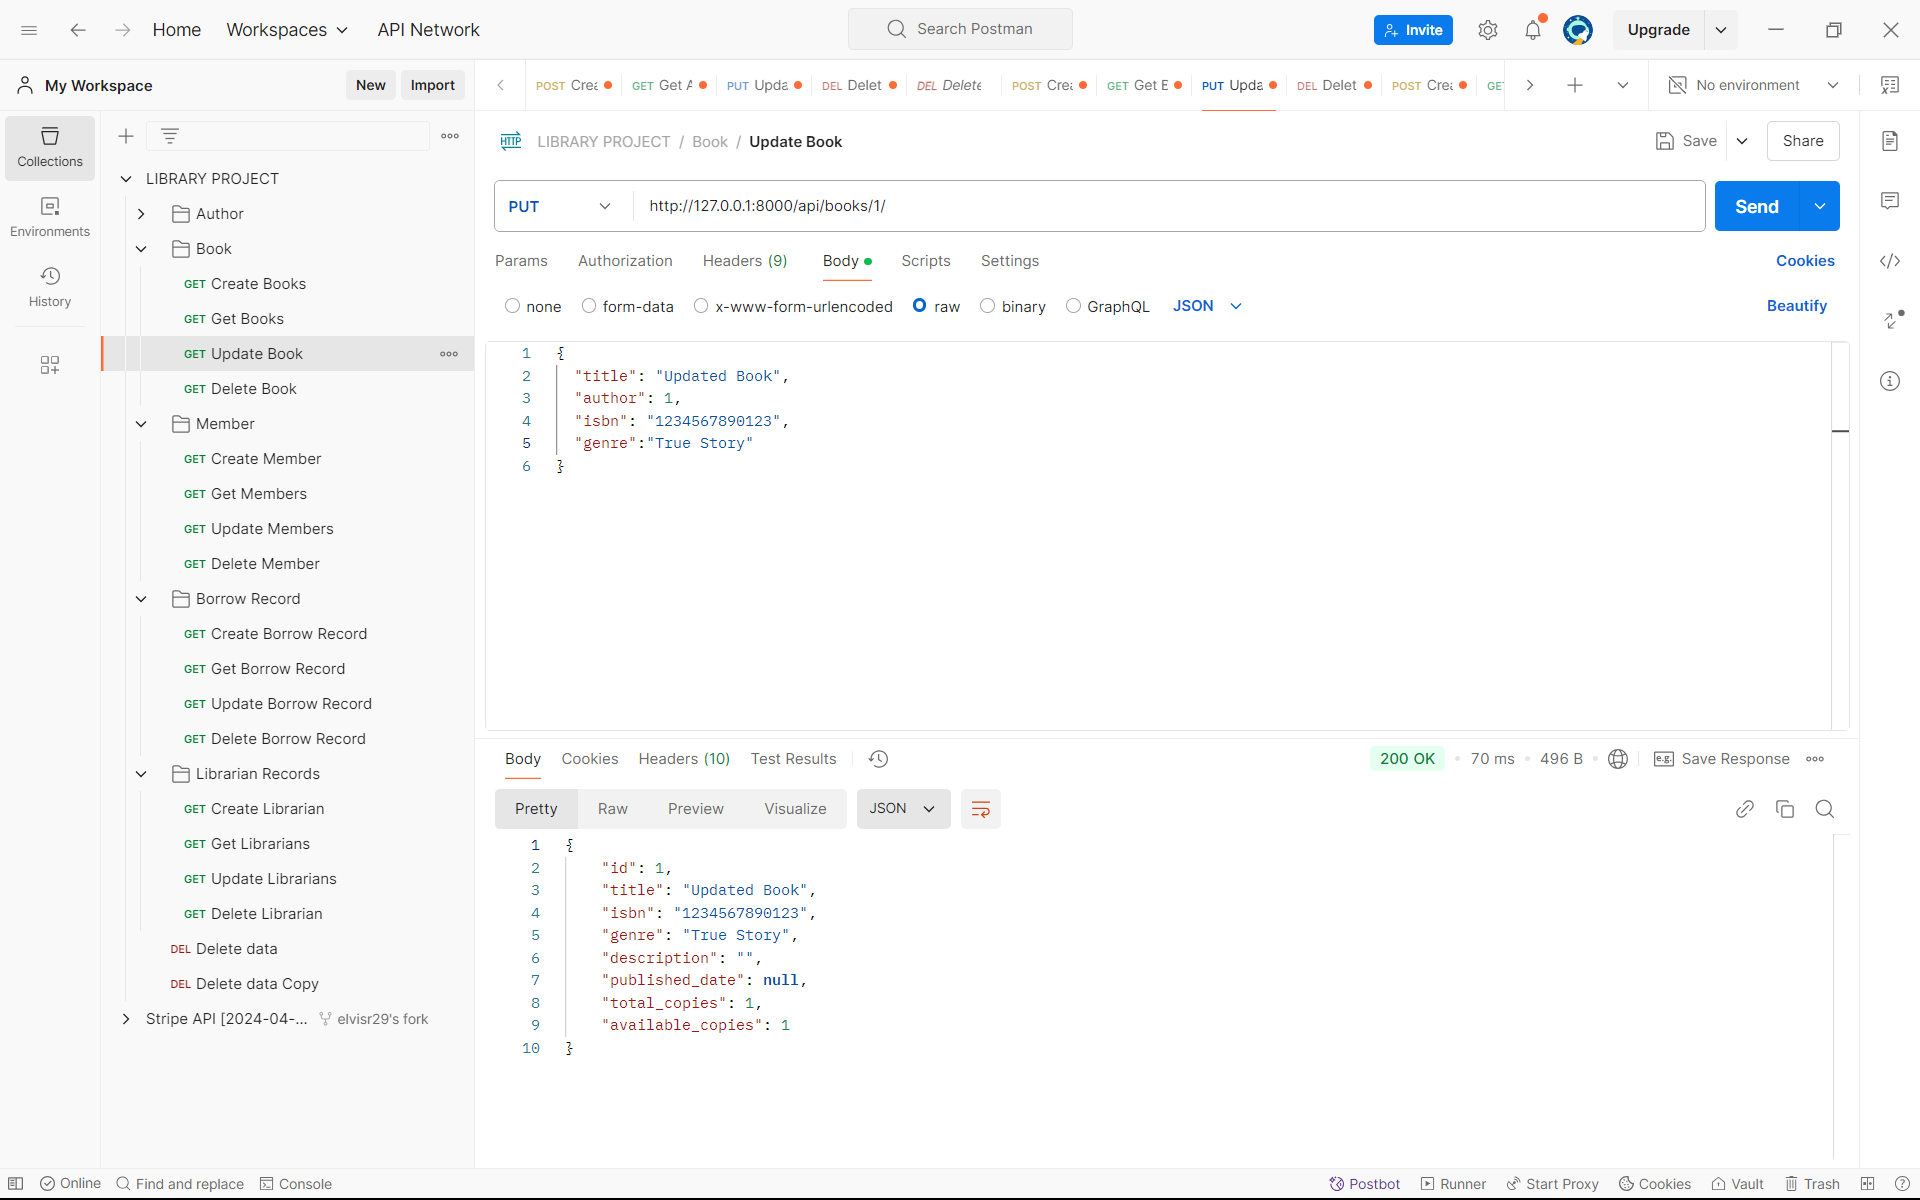 Home Workspaces API Network Search Postman Invite Upgrade
My Workspace New Import
POST Crea GET Get A PUT Upda DEL Delet DEL Delete POST Crea GET Get E PUT Upda DEL Delet POST Crea GET No environment
Collections
Environments
History
LIBRARY PROJECT
Author
Book
GET Create Books
GET Get Books
GET Update Book
GET Delete Book
Member
GET Create Member
GET Get Members
GET Update Members
GET Delete Member
Borrow Record
GET Create Borrow Record
GET Get Borrow Record
GET Update Borrow Record
GET Delete Borrow Record
Librarian Records
GET Create Librarian
GET Get Librarians
GET Update Librarians
GET Delete Librarian
DEL Delete data
DEL Delete data Copy
Stripe API [2024-04-... elvisr29's fork
HTTP LIBRARY PROJECT / Book / Update Book Save Share
PUT http://127.0.0.1:8000/api/books/1/ Send
Params Authorization Headers (9) Body Scripts Settings Cookies
none form-data x-www-form-urlencoded raw binary GraphQL JSON Beautify
1 {
2 "title": "Updated Book",
3 "author": 1,
4 "isbn": "1234567890123",
5 "genre":"True Story"
6 }
Body Cookies Headers (10) Test Results 200 OK • 70 ms • 496 B • e.g. Save Response
Pretty Raw Preview Visualize JSON
1 {
2 "id": 1,
3 "title": "Updated Book",
4 "isbn": "1234567890123",
5 "genre": "True Story",
6 "description": "",
7 "published_date": null,
8 "total_copies": 1,
9 "available_copies": 1
10 }
Online Find and replace Console Postbot Runner Start Proxy Cookies Vault Trash